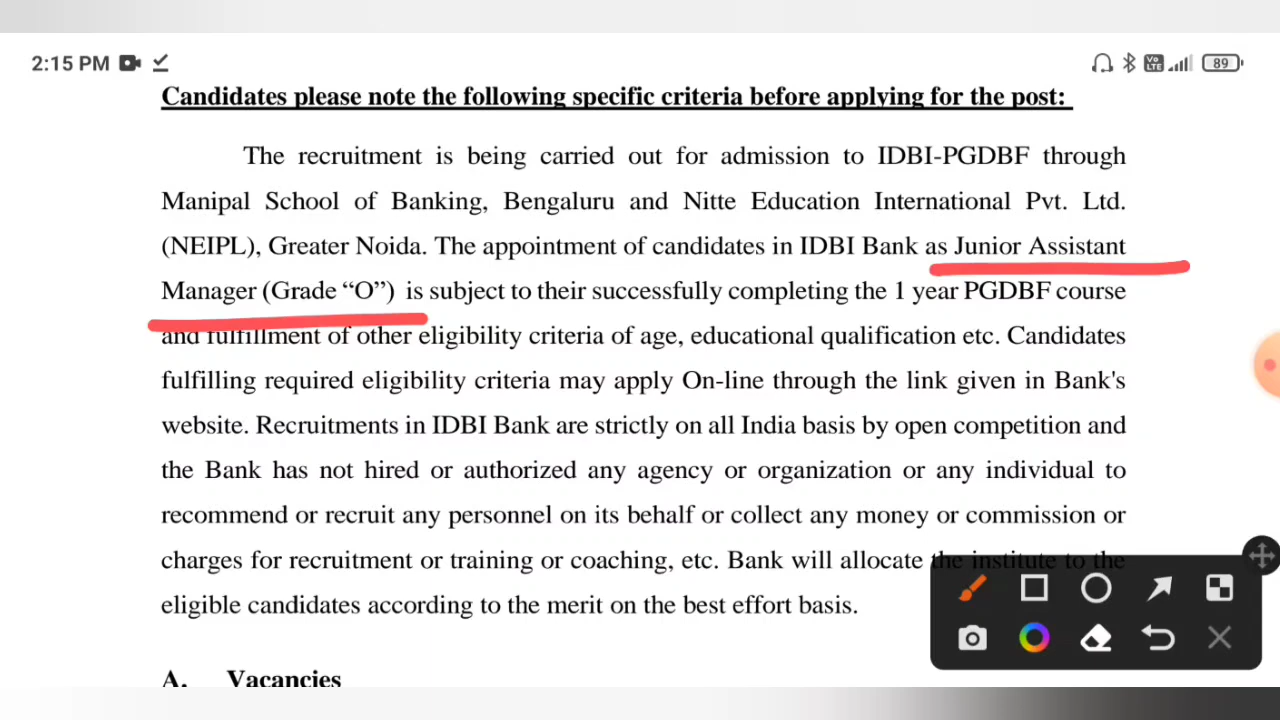 2:15 PM
Vo LTE
89
Candidates please note the following specific criteria before applying for the post:
The recruitment is being carried out for admission to IDBI-PGDBF through
Manipal School of Banking, Bengaluru and Nitte Education International Pvt. Ltd.
(NEIPL), Greater Noida. The appointment of candidates in IDBI Bank as Junior Assistant
Manager (Grade “O”) is subject to their successfully completing the 1 year PGDBF course
and fulfillment of other eligibility criteria of age, educational qualification etc. Candidates
fulfilling required eligibility criteria may apply On-line through the link given in Bank's
website. Recruitments in IDBI Bank are strictly on all India basis by open competition and
the Bank has not hired or authorized any agency or organization or any individual to
recommend or recruit any personnel on its behalf or collect any money or commission or
charges for recruitment or training or coaching, etc. Bank will allocate the institute to the
eligible candidates according to the merit on the best effort basis.
A. Vacancies